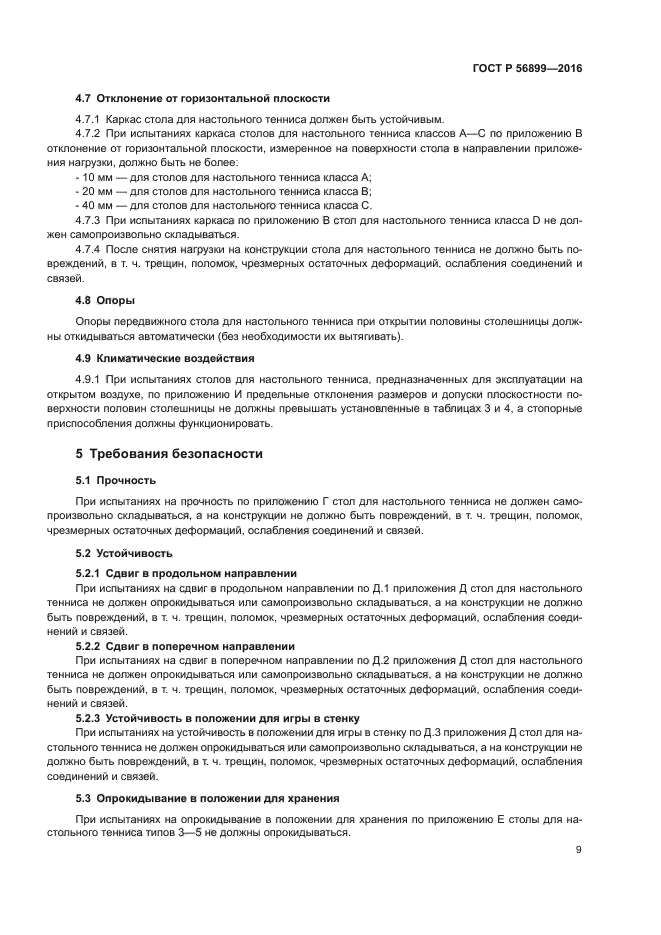 ГОСТ Р 56899—2016
4.7 Отклонение от горизонтальной плоскости
4.7.1 Каркас стола для настольного тенниса должен быть устойчивым.
4.7.2 При испытаниях каркаса столов для настольного тенниса классов А—С по приложению В
отклонение от горизонтальной плоскости, измеренное на поверхности стола в направлении приложе-
ния нагрузки, должно быть не более:
- 10 мм — для столов для настольного тенниса класса А;
- 20 мм — для столов для настольного тенниса класса В;
- 40 мм — для столов для настольного тенниса класса С.
4.7.3 При испытаниях каркаса по приложению В стол для настольного тенниса класса D не дол-
жен самопроизвольно складываться.
4.7.4 После снятия нагрузки на конструкции стола для настольного тенниса не должно быть по-
вреждений, в т. ч. трещин, поломок, чрезмерных остаточных деформаций, ослабления соединений и
связей.
4.8 Опоры
Опоры передвижного стола для настольного тенниса при открытии половины столешницы долж-
ны откидываться автоматически (без необходимости их вытягивать).
4.9 Климатические воздействия
4.9.1 При испытаниях столов для настольного тенниса, предназначенных для эксплуатации на
открытом воздухе, по приложению И предельные отклонения размеров и допуски плоскостности по-
верхности половин столешницы не должны превышать установленные в таблицах 3 и 4, а стопорные
приспособления должны функционировать.
5 Требования безопасности
5.1 Прочность
При испытаниях на прочность по приложению Г стол для настольного тенниса не должен само-
произвольно складываться, а на конструкции не должно быть повреждений, в т. ч. трещин, поломок,
чрезмерных остаточных деформаций, ослабления соединений и связей.
5.2 Устойчивость
5.2.1 Сдвиг в продольном направлении
При испытаниях на сдвиг в продольном направлении по Д.1 приложения Д стол для настольного
тенниса не должен опрокидываться или самопроизвольно складываться, а на конструкции не должно
быть повреждений, в т. ч. трещин, поломок, чрезмерных остаточных деформаций, ослабления соеди-
нений и связей.
5.2.2 Сдвиг в поперечном направлении
При испытаниях на сдвиг в поперечном направлении по Д.2 приложения Д стол для настольного
тенниса не должен опрокидываться или самопроизвольно складываться, а на конструкции не должно
быть повреждений, в т. ч. трещин, поломок, чрезмерных остаточных деформаций, ослабления соеди-
нений и связей.
5.2.3 Устойчивость в положении для игры в стенку
При испытаниях на устойчивость в положении для игры в стенку по Д.3 приложения Д стол для на-
стольного тенниса не должен опрокидываться или самопроизвольно складываться, а на конструкции не
должно быть повреждений, в т. ч. трещин, поломок, чрезмерных остаточных деформаций, ослабления
соединений и связей.
5.3 Опрокидывание в положении для хранения
При испытаниях на опрокидывание в положении для хранения по приложению Е столы для на-
стольного тенниса типов 3—5 не должны опрокидываться.
9